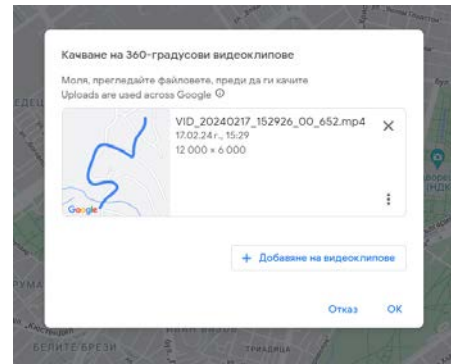 Качване на 360-градусови видеоклипове
Моля, прегледайте файловете, преди да ги качите
Uploads are used across Google
VID_20240217_152926_00_652.mp4
17.02.24 г., 15:29
12 000 × 6 000
Google
+ Добавяне на видеоклипове
Отказ
OK
БЕЛИТЕ БРЕЗИ
ТРИАДИЦА